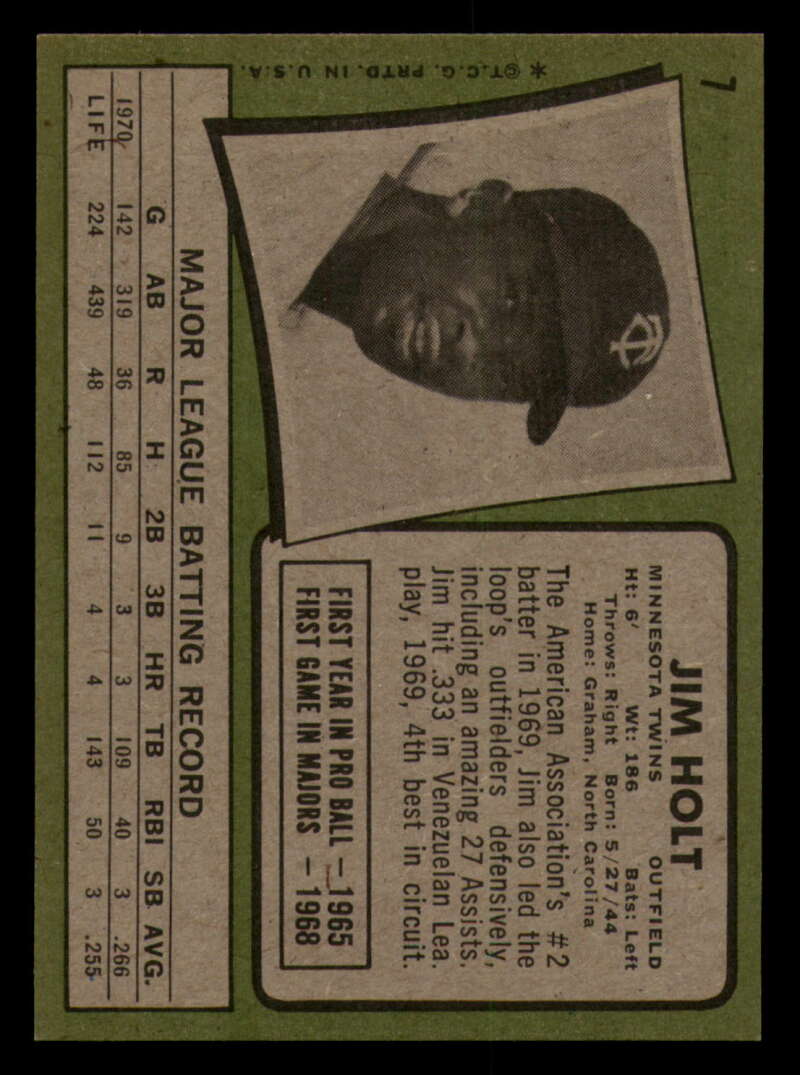 7
✱@T.C.G. PRTD. IN U.S.A.
TC
JIM HOLT
MINNESOTA TWINS OUTFIELD
Ht: 6' Wt: 186 Bats: Left
Throws: Right Born: 5/27/44
Home: Graham, North Carolina
The American Association's #2
batter in 1969, Jim also led the
loop's outfielders defensively,
including an amazing 27 Assists.
Jim hit .333 in Venezuelan Lea.
play, 1969, 4th best in circuit.
FIRST YEAR IN PRO BALL — 1965
FIRST GAME IN MAJORS — 1968
MAJOR LEAGUE BATTING RECORD
G AB R H 2B 3B HR TB RBI SB AVG.
1970 142 319 36 85 9 3 3 109 40 3 .266
LIFE 224 439 48 112 11 4 4 143 50 3 .255